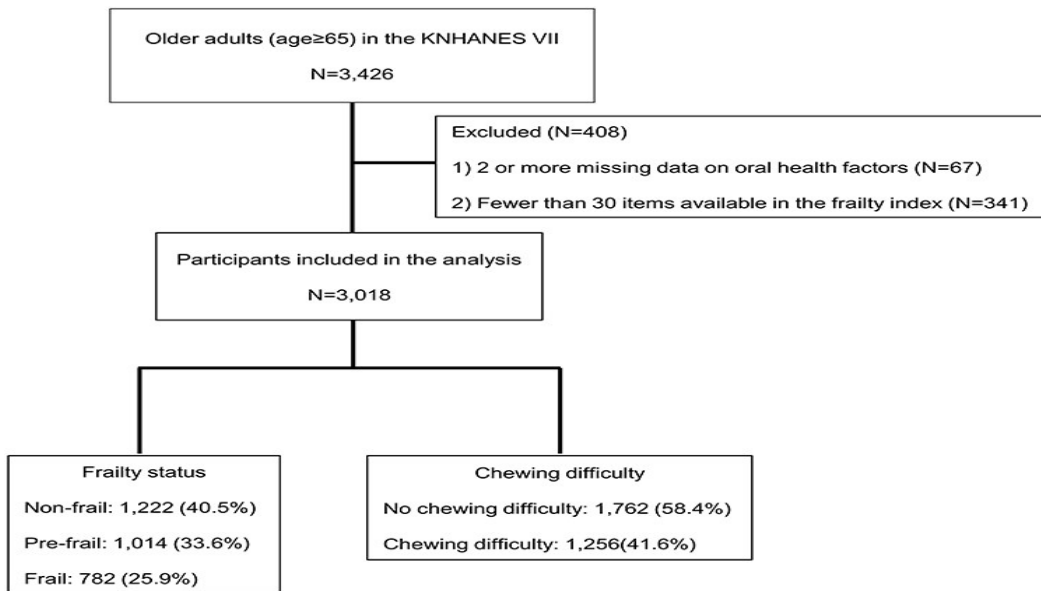 Older adults (age≥65) in the KNHANES VII
N=3,426
Excluded (N=408)
1) 2 or more missing data on oral health factors (N=67)
2) Fewer than 30 items available in the frailty index (N=341)
Participants included in the analysis
N=3,018
Frailty status
Non-frail: 1,222 (40.5%)
Pre-frail: 1,014 (33.6%)
Frail: 782 (25.9%)
Chewing difficulty
No chewing difficulty: 1,762 (58.4%)
Chewing difficulty: 1,256(41.6%)